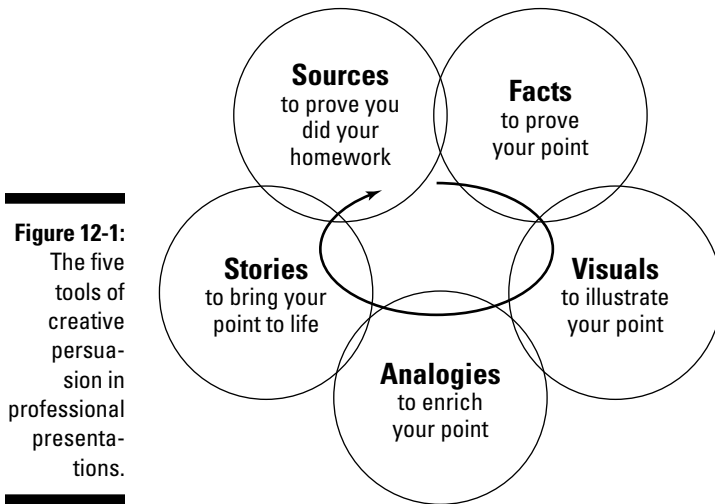 Sources
to prove you
did your
homework
Facts
to prove
your point
Visuals
to illustrate
your point
Analogies
to enrich
your point
Stories
to bring your
point to life
Figure 12-1:
The five
tools of
creative
persua-
sion in
professional
presenta-
tions.